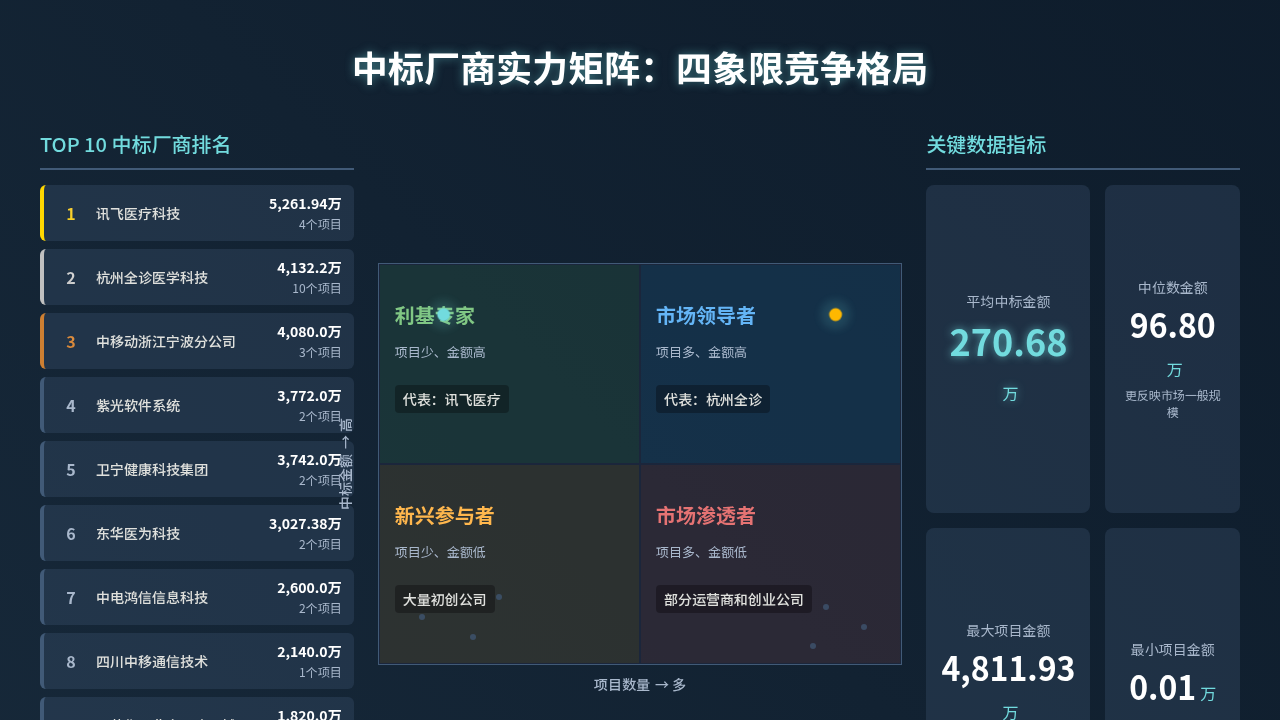 中标厂商实力矩阵：四象限竞争格局
TOP 10 中标厂商排名
1 讯飞医疗科技 5,261.94万
4个项目
2 杭州全诊医学科技 4,132.2万
10个项目
3 中移动浙江宁波分公司 4,080.0万
3个项目
4 紫光软件系统 3,772.0万
2个项目
5 卫宁健康科技集团 3,742.0万
2个项目
6 东华医为科技 3,027.38万
2个项目
7 中电鸿信信息科技 2,600.0万
2个项目
8 四川中移通信技术 2,140.0万
1个项目
1,820.0万
中标金额 → 高
利基专家
项目少、金额高
代表：讯飞医疗
市场领导者
项目多、金额高
代表：杭州全诊
新兴参与者
项目少、金额低
大量初创公司
市场渗透者
项目多、金额低
部分运营商和创业公司
项目数量 → 多
关键数据指标
平均中标金额
270.68
万
中位数金额
96.80
万
更反映市场一般规
模
最大项目金额
4,811.93
万
最小项目金额
0.01 万